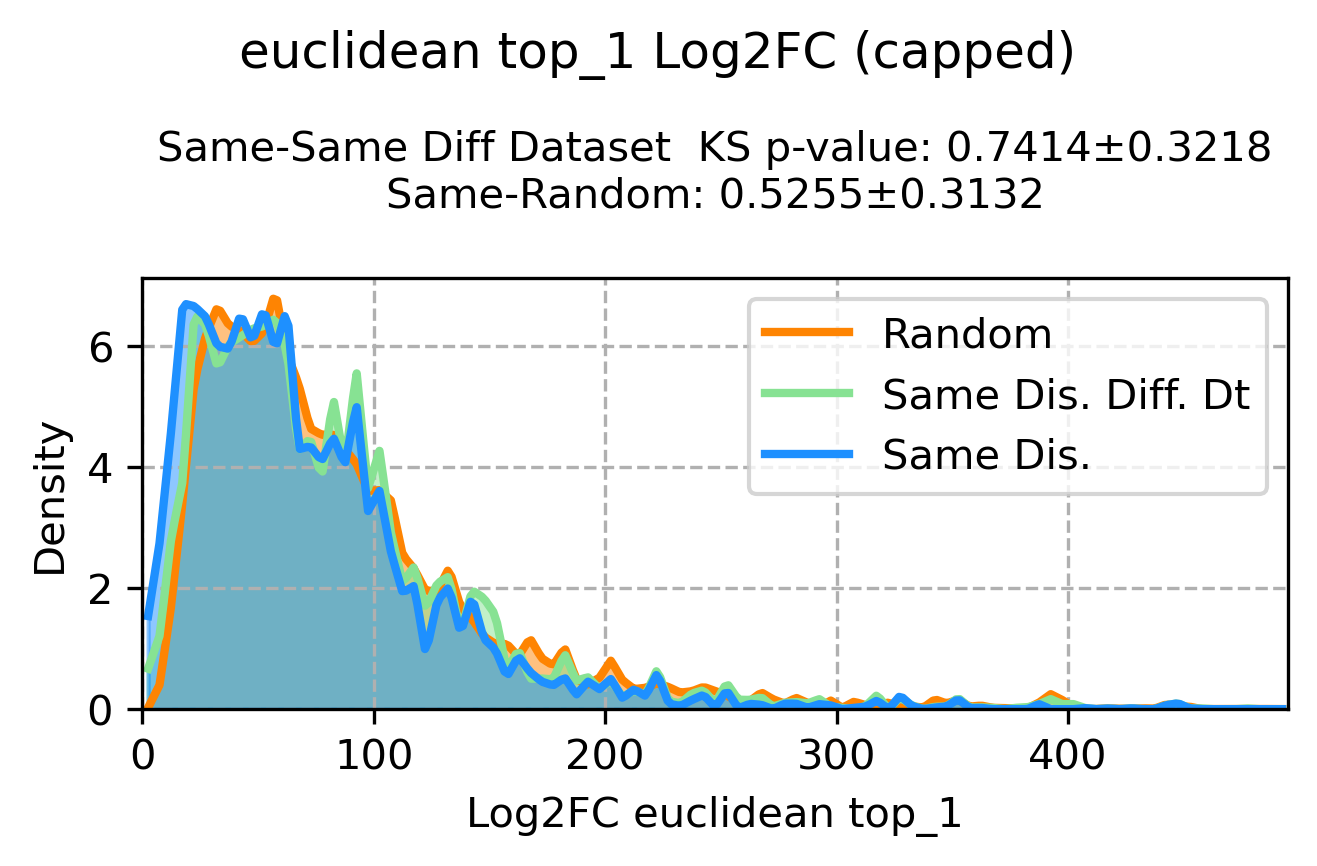 euclidean top_1 Log2FC (capped)
Same-Same Diff Dataset  KS p-value: 0.7414±0.3218
Same-Random: 0.5255±0.3132
Random
Same Dis. Diff. Dt
Same Dis.
Density
6
4
2
0
0 100 200 300 400
Log2FC euclidean top_1